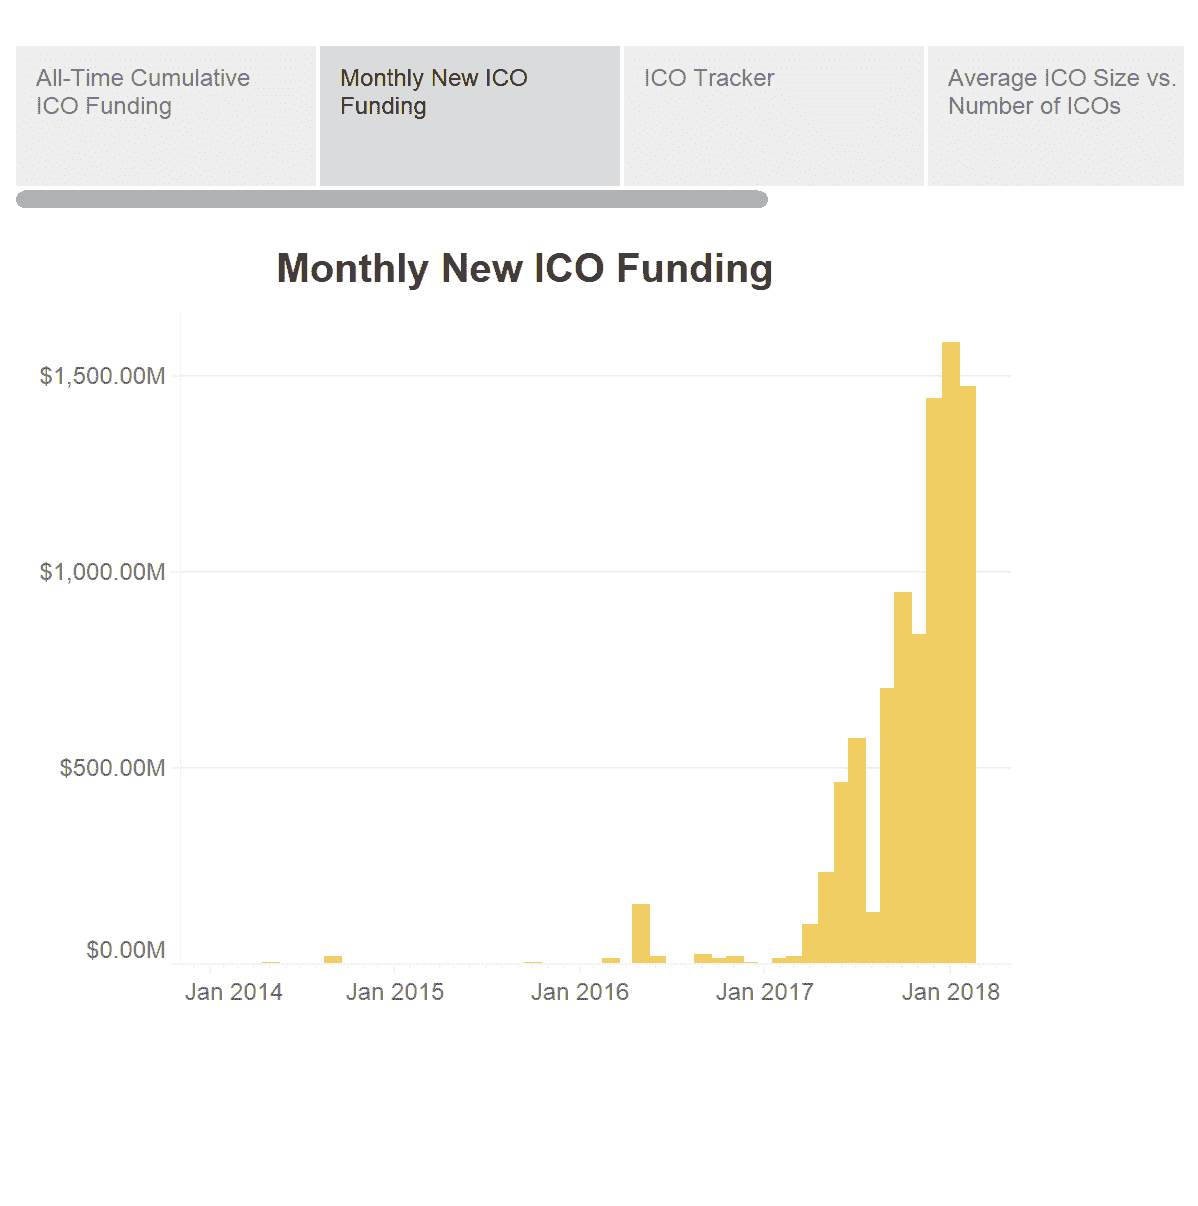 All-Time Cumulative
ICO Funding
Monthly New ICO
Funding
ICO Tracker
Average ICO Size vs.
Number of ICOs
Monthly New ICO Funding
$1,500.00M
$1,000.00M
$500.00M
$0.00M
Jan 2014 Jan 2015 Jan 2016 Jan 2017 Jan 2018